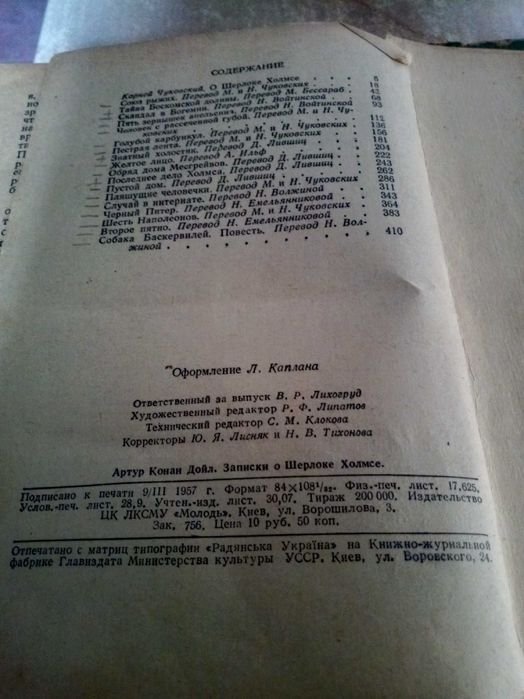 СОДЕРЖАНИЕ
Корней Чуковский. О Шерлоке Холмсе . . . . 5
Союз рыжих. Перевод М. и Н. Чуковских . . . . 18
Тайна Боскомской долины. Перевод М. Бессараб . 42
Скандал в Богемии. Перевод Н. Войтинской . . 68
Пять зернышек апельсина. Перевод Н. Войтинской 93
Человек с рассеченной губой. Перевод М. и Н. Чу-
ковских . . . . 112
Голубой карбункул. Перевод М. и Н. Чуковских . 136
Пестрая лента. Перевод М. и Н. Чуковских . . 156
Знатный холостяк. Перевод Д. Лившиц . . . 181
Желтое лицо. Перевод А. Ильф . . . . 204
Обряд дома Месгрейвов. Перевод Д. Лившиц . . 222
Последнее дело Холмса. Перевод Д. Лившиц . . 243
Пустой дом. Перевод Д. Лившиц . . . . 262
Пляшущие человечки. Перевод М. и Н. Чуковских . 286
Случай в интернате. Перевод Н. Волжиной . . 311
Черный Питер. Перевод Н. Емельянниковой . . 343
Шесть Наполеонов. Перевод М. и Н. Чуковских . 364
Второе пятно. Перевод Н. Емельянниковой . . 383
Собака Баскервилей. Повесть. Перевод Н. Вол-
жиной . . . . 410
Оформление Л. Каплана
Ответственный за выпуск В. Р. Лихогруд
Художественный редактор Р. Ф. Липатов
Технический редактор С. М. Клокова
Корректоры Ю. Я. Лисняк и Н. В. Тихонова
Артур Конан Дойл. Записки о Шерлоке Холмсе.
Подписано к печати 9/III 1957 г. Формат 84×108¹/₃₂. Физ.-печ. лист. 17,625.
Услов.-печ. лист. 28,9. Учтен.-изд. лист. 30,07. Тираж 200 000. Издательство
ЦК ЛКСМУ «Молодь», Киев, ул. Ворошилова, 3.
Зак, 756. Цена 10 руб. 50 коп.
Отпечатано с матриц типографии «Радянська Україна» на Книжно-журнальной
фабрике Главиздата Министерства культуры УССР. Киев, ул. Воровского, 24.